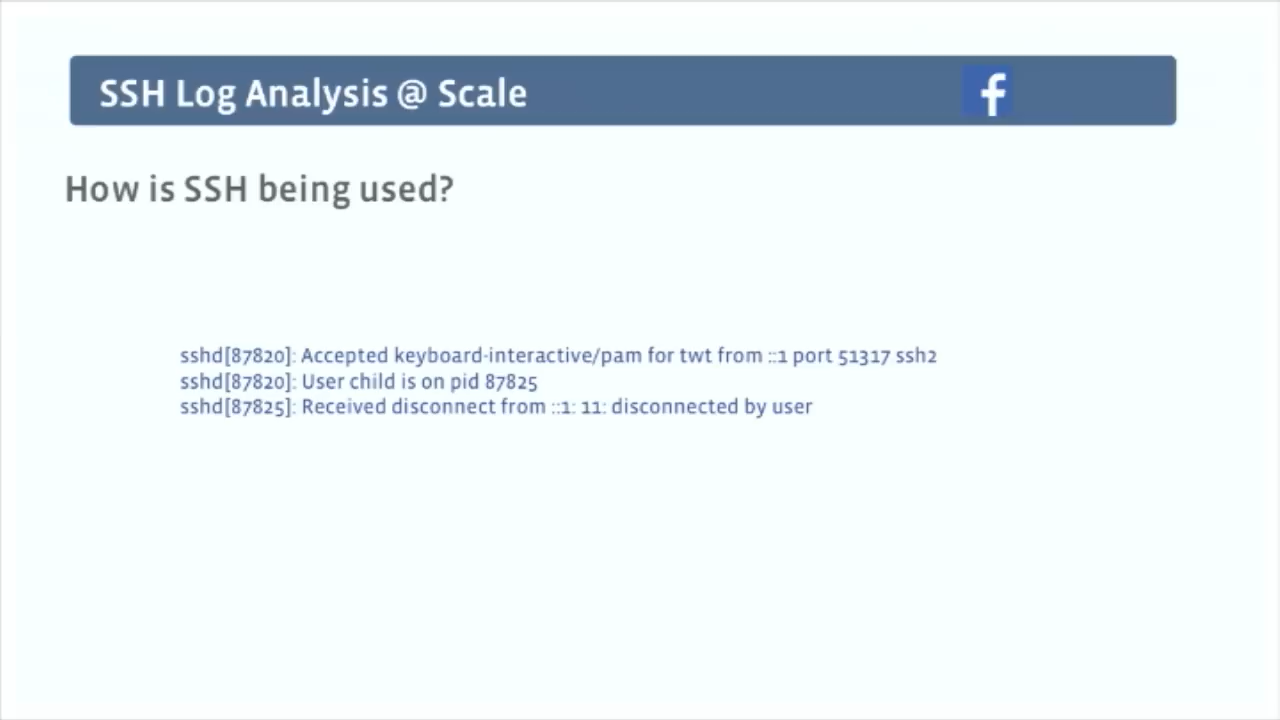 SSH Log Analysis @ Scale
f
How is SSH being used?
sshd[87820]: Accepted keyboard-interactive/pam for twt from ::1 port 51317 ssh2
sshd[87820]: User child is on pid 87825
sshd[87825]: Received disconnect from ::1: 11: disconnected by user